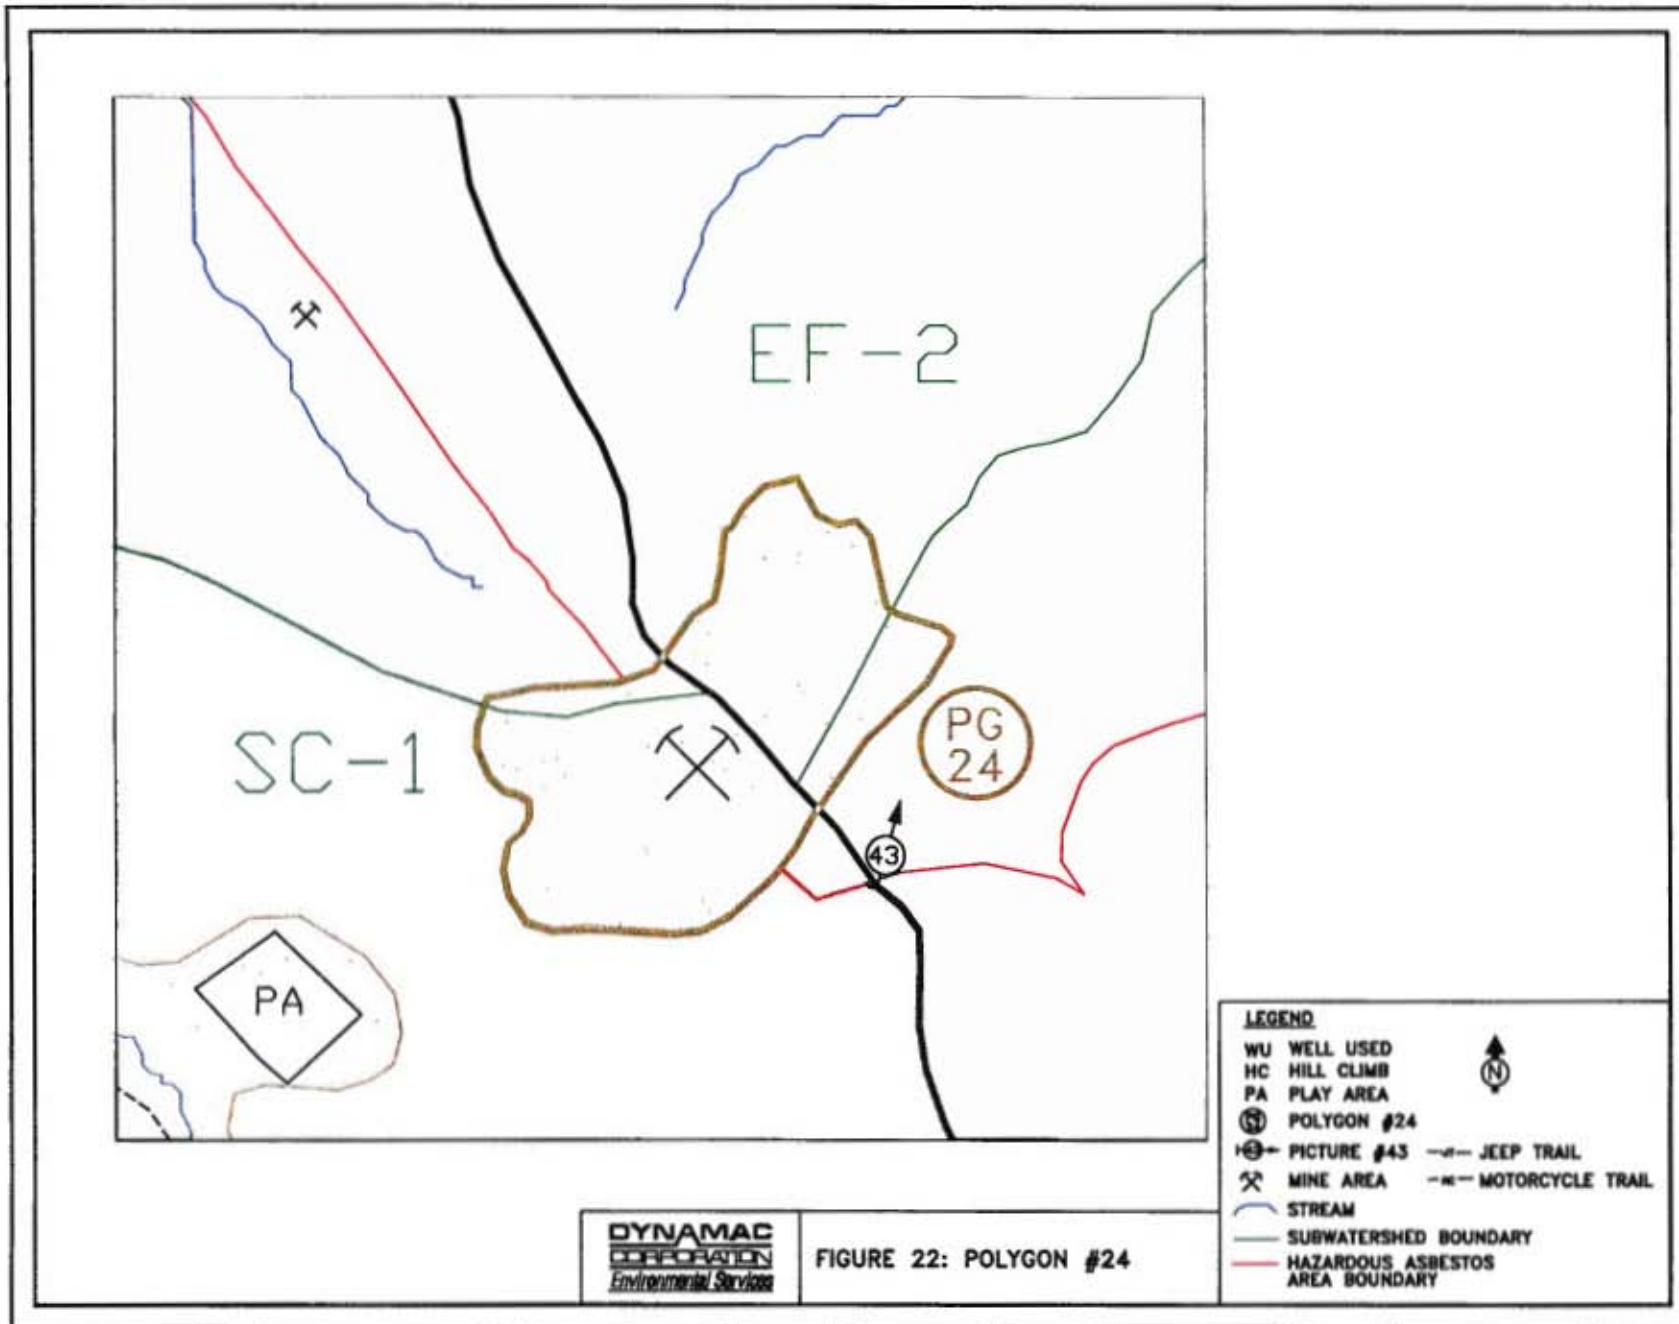 EF-2
SC-1
PG
24
43
PA
LEGEND
WU WELL USED
HC HILL CLIMB
PA PLAY AREA
POLYGON #24
PICTURE #43
JEEP TRAIL
MINE AREA
MOTORCYCLE TRAIL
STREAM
SUBWATERSHED BOUNDARY
HAZARDOUS ASBESTOS
AREA BOUNDARY
N
DYNAMAC
CORPORATION
Environmental Services
FIGURE 22: POLYGON #24